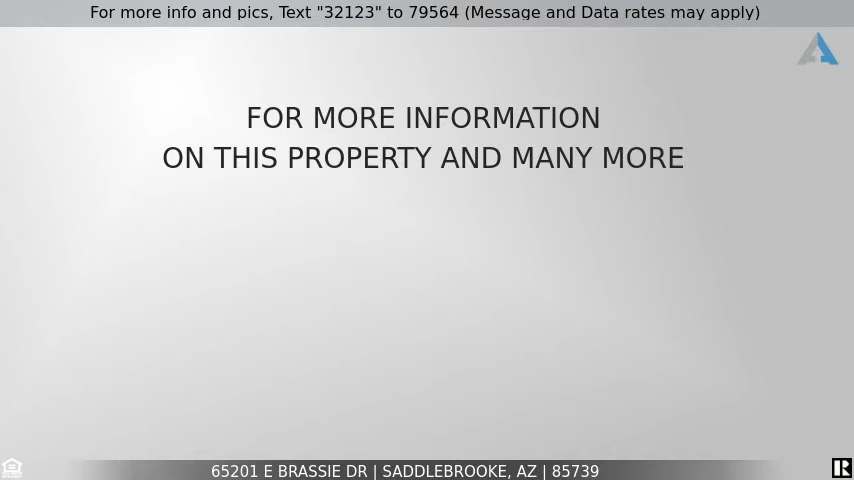 For more info and pics, Text "32123" to 79564 (Message and Data rates may apply)
FOR MORE INFORMATION
ON THIS PROPERTY AND MANY MORE
65201 E BRASSIE DR | SADDLEBROOKE, AZ | 85739